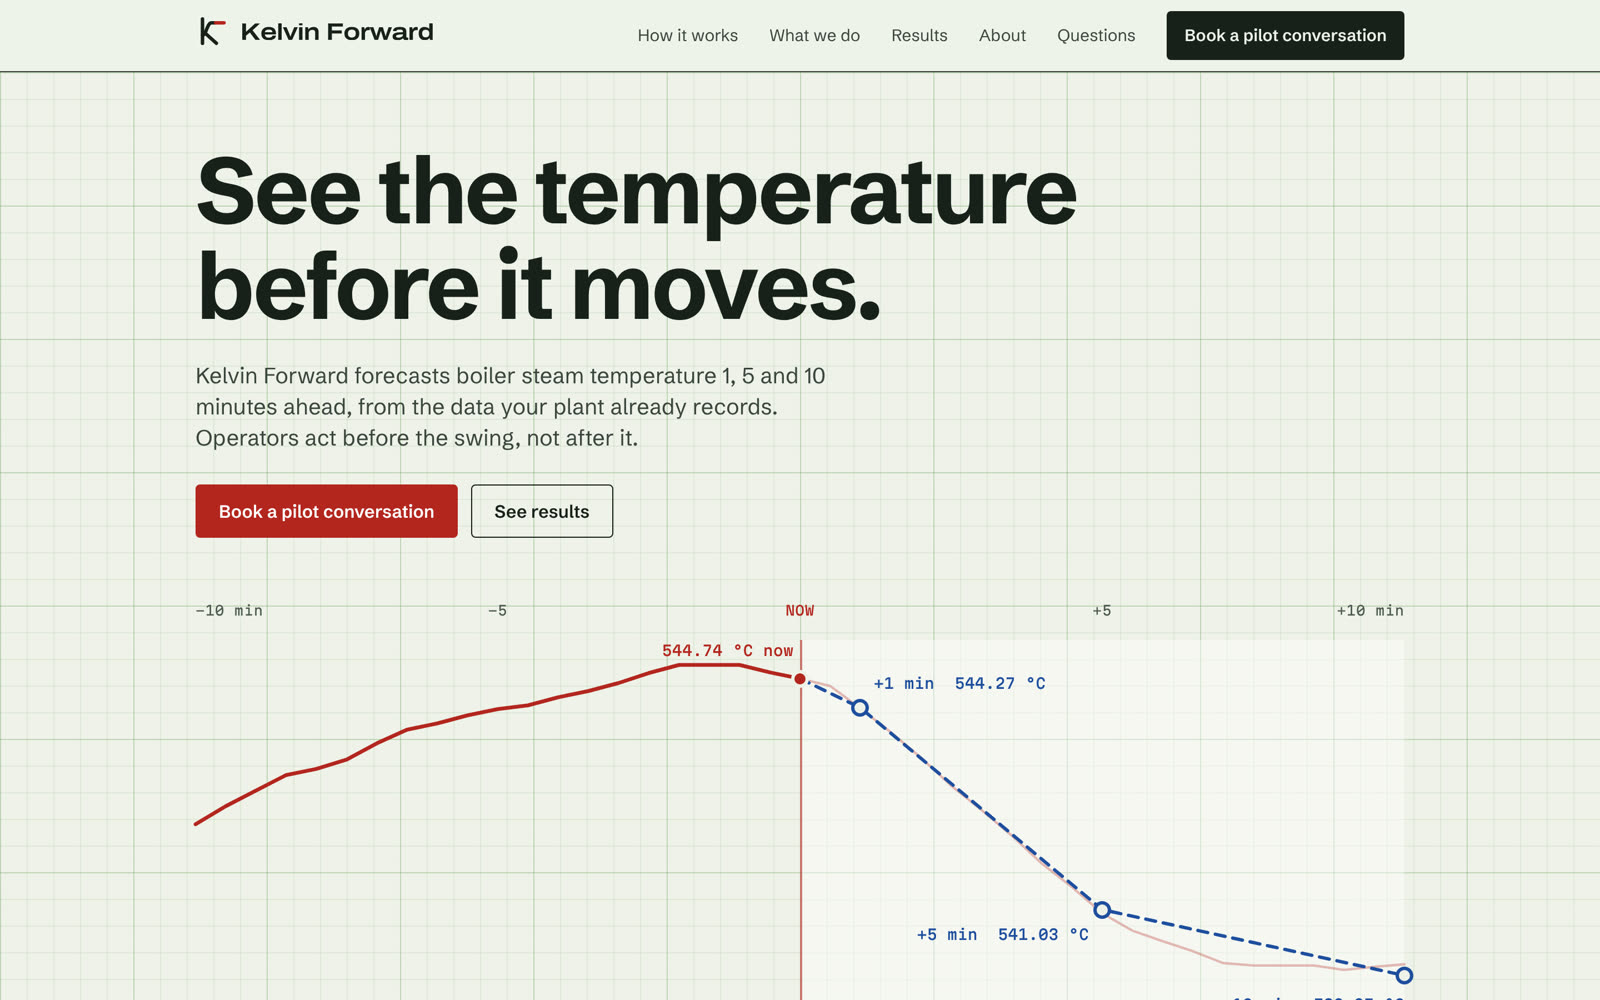 Kelvin Forward
How it works
What we do
Results
About
Questions
Book a pilot conversation
See the temperature
before it moves.
Kelvin Forward forecasts boiler steam temperature 1, 5 and 10
minutes ahead, from the data your plant already records.
Operators act before the swing, not after it.
Book a pilot conversation
See results
−10 min
−5
NOW
+5
+10 min
544.74 °C now
+1 min 544.27 °C
+5 min 541.03 °C